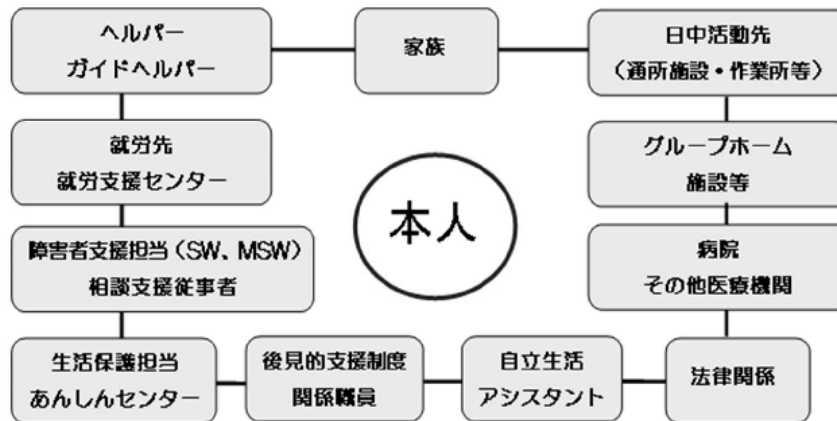 ヘルパー
ガイドヘルパー
家族
日中活動先
（通所施設・作業所等）
就労先
就労支援センター
グループホーム
施設等
本人
障害者支援担当（SW、MSW）
相談支援従事者
病院
その他医療機関
生活保護担当
あんしんセンター
後見的支援制度
関係職員
自立生活
アシスタント
法律関係